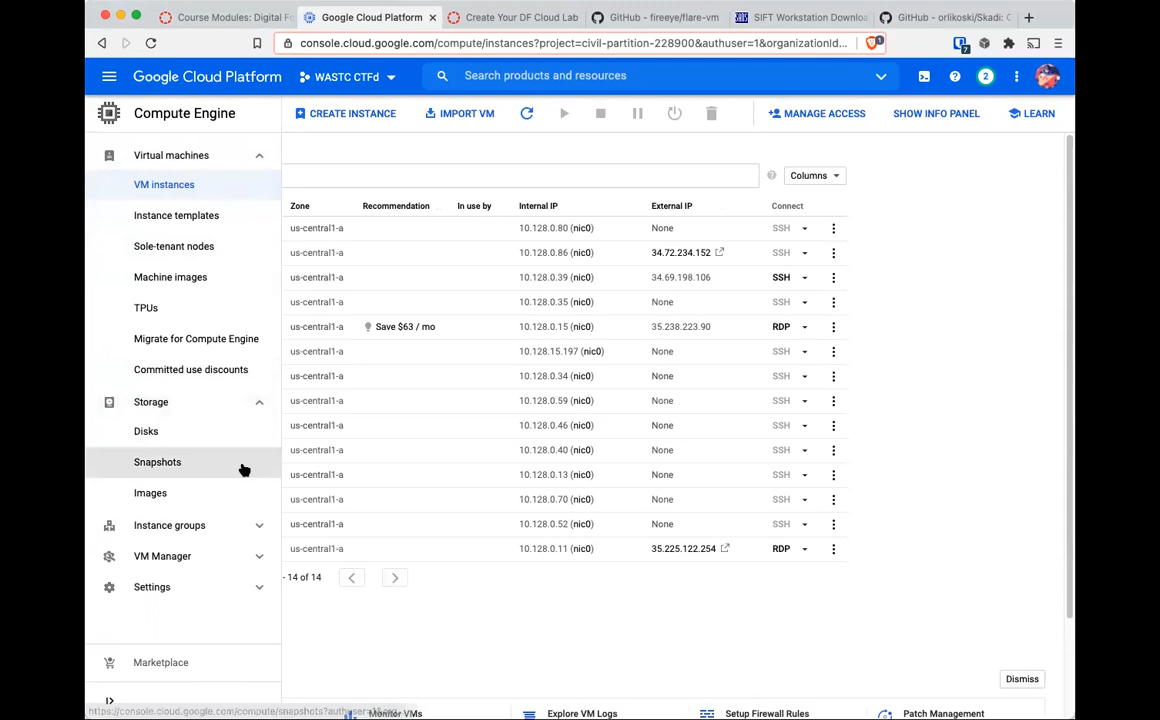 Course Modules: Digital Fo
Google Cloud Platform
Create Your DF Cloud Lab
GitHub - fireeye/flare-vm
SIFT Workstation Downloa
GitHub - orlikoski/Skadi: C
console.cloud.google.com/compute/instances?project=civil-partition-228900&authuser=1&organizationId...
1
7
Google Cloud Platform
WASTC CTFd
Search products and resources
2
Compute Engine
CREATE INSTANCE
IMPORT VM
MANAGE ACCESS
SHOW INFO PANEL
LEARN
Virtual machines
VM instances
Instance templates
Sole-tenant nodes
Machine images
TPUs
Migrate for Compute Engine
Committed use discounts
Storage
Disks
Snapshots
Images
Instance groups
VM Manager
Settings
Marketplace
Columns
Zone Recommendation In use by Internal IP External IP Connect
us-central1-a 10.128.0.80 (nic0) None SSH
us-central1-a 10.128.0.86 (nic0) 34.72.234.152 SSH
us-central1-a 10.128.0.39 (nic0) 34.69.198.106 SSH
us-central1-a 10.128.0.35 (nic0) None SSH
us-central1-a Save $63 / mo 10.128.0.15 (nic0) 35.238.223.90 RDP
us-central1-a 10.128.15.197 (nic0) None SSH
us-central1-a 10.128.0.34 (nic0) None SSH
us-central1-a 10.128.0.59 (nic0) None SSH
us-central1-a 10.128.0.46 (nic0) None SSH
us-central1-a 10.128.0.40 (nic0) None SSH
us-central1-a 10.128.0.13 (nic0) None SSH
us-central1-a 10.128.0.70 (nic0) None SSH
us-central1-a 10.128.0.52 (nic0) None SSH
us-central1-a 10.128.0.11 (nic0) 35.225.122.254 RDP
- 14 of 14
Dismiss
https://console.cloud.google.com/compute/snapshots?authuser=
Monitor VMs
Explore VM Logs
Setup Firewall Rules
Patch Management